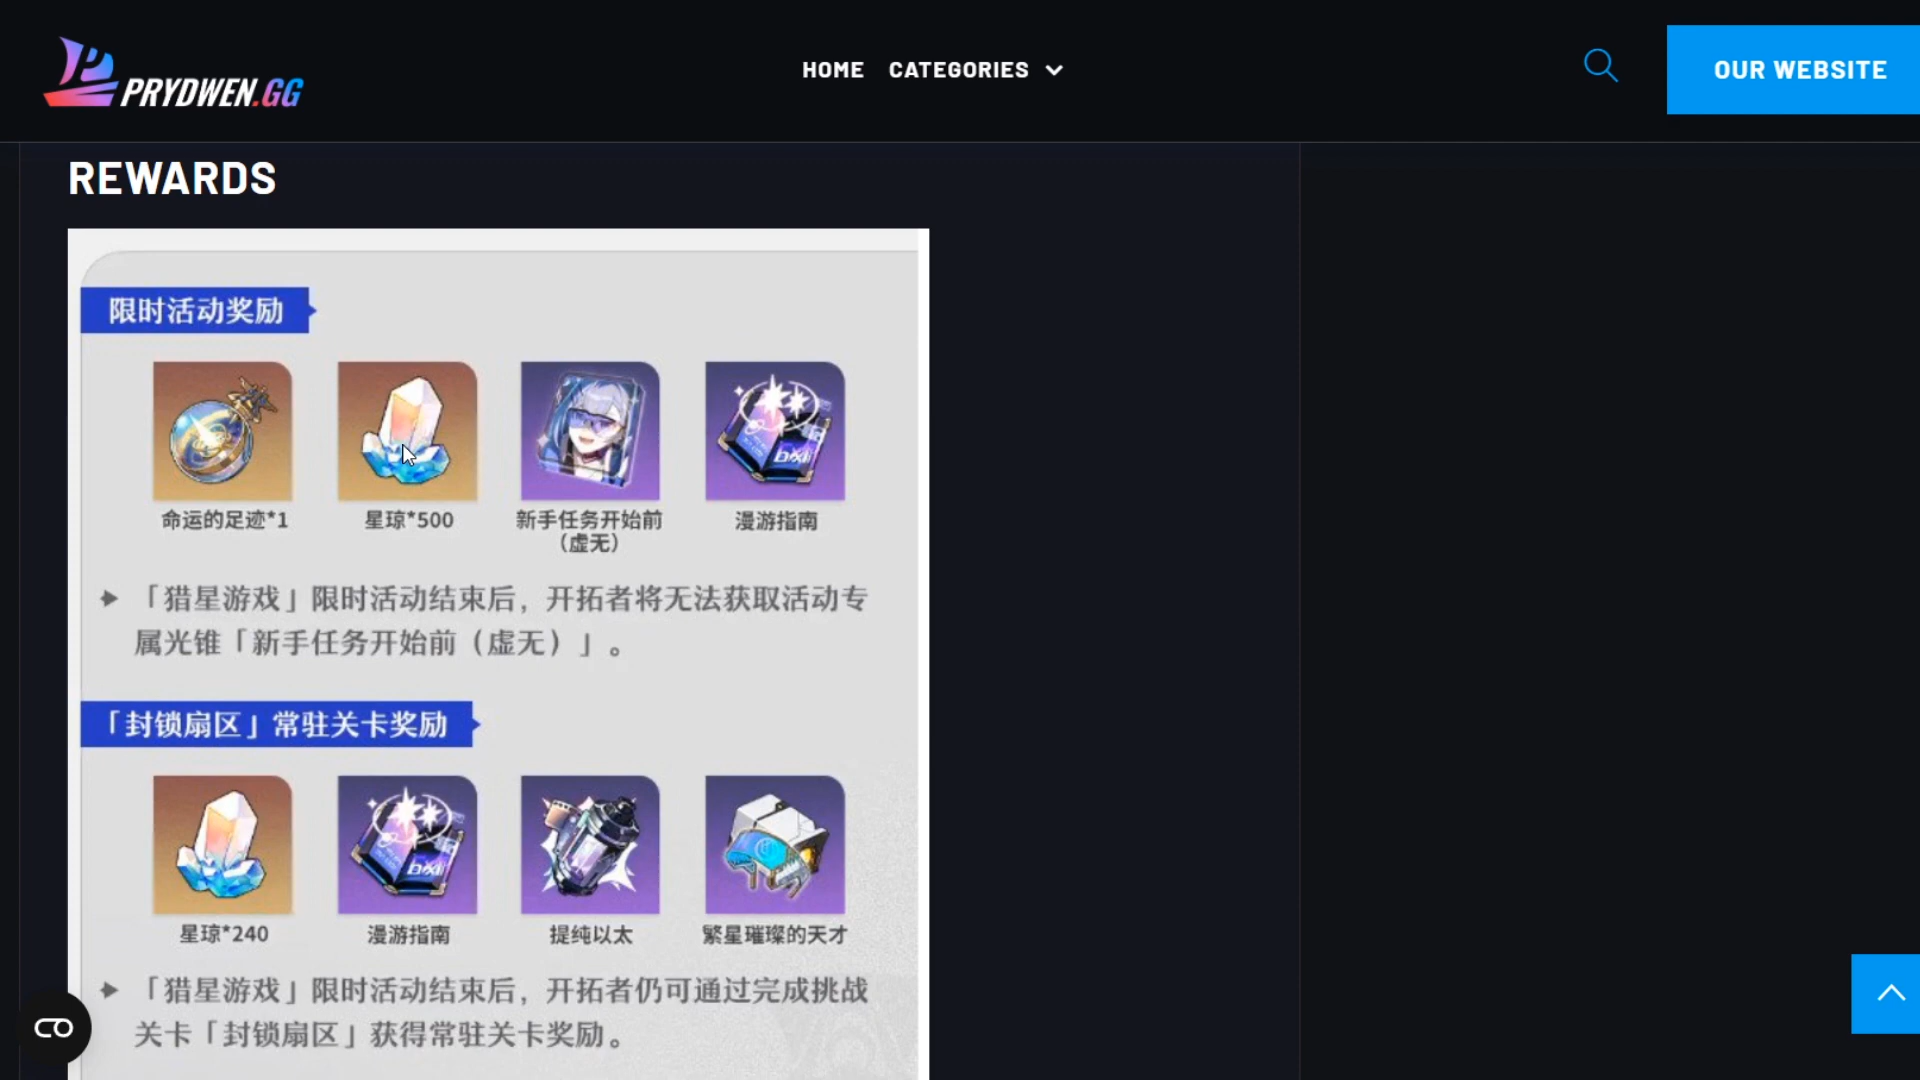 PRYDWEN.GG
HOME
CATEGORIES
OUR WEBSITE
REWARDS
限时活动奖励
命运的足迹*1
星琼*500
新手任务开始前
（虚无）
漫游指南
「猎星游戏」限时活动结束后，开拓者将无法获取活动专
属光锥「新手任务开始前（虚无）」。
「封锁扇区」常驻关卡奖励
星琼*240
漫游指南
提纯以太
繁星璀璨的天才
「猎星游戏」限时活动结束后，开拓者仍可通过完成挑战
关卡「封锁扇区」获得常驻关卡奖励。